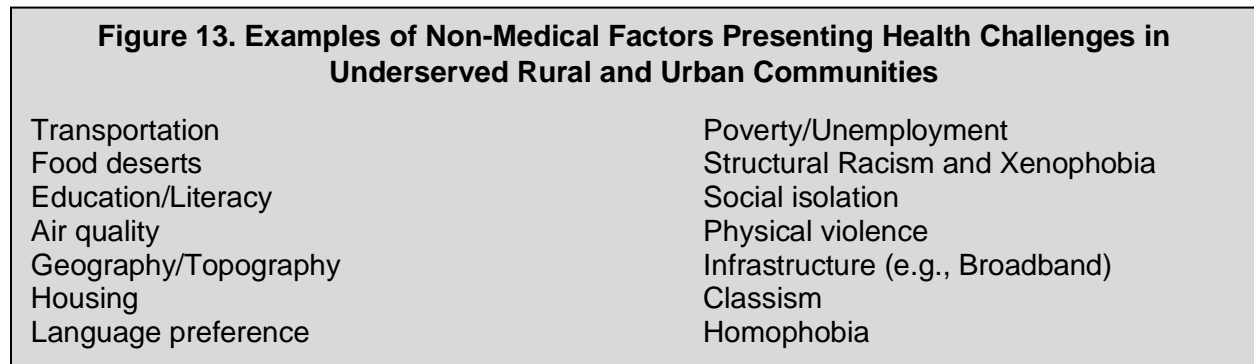 Figure 13. Examples of Non-Medical Factors Presenting Health Challenges in
Underserved Rural and Urban Communities
Transportation
Food deserts
Education/Literacy
Air quality
Geography/Topography
Housing
Language preference
Poverty/Unemployment
Structural Racism and Xenophobia
Social isolation
Physical violence
Infrastructure (e.g., Broadband)
Classism
Homophobia